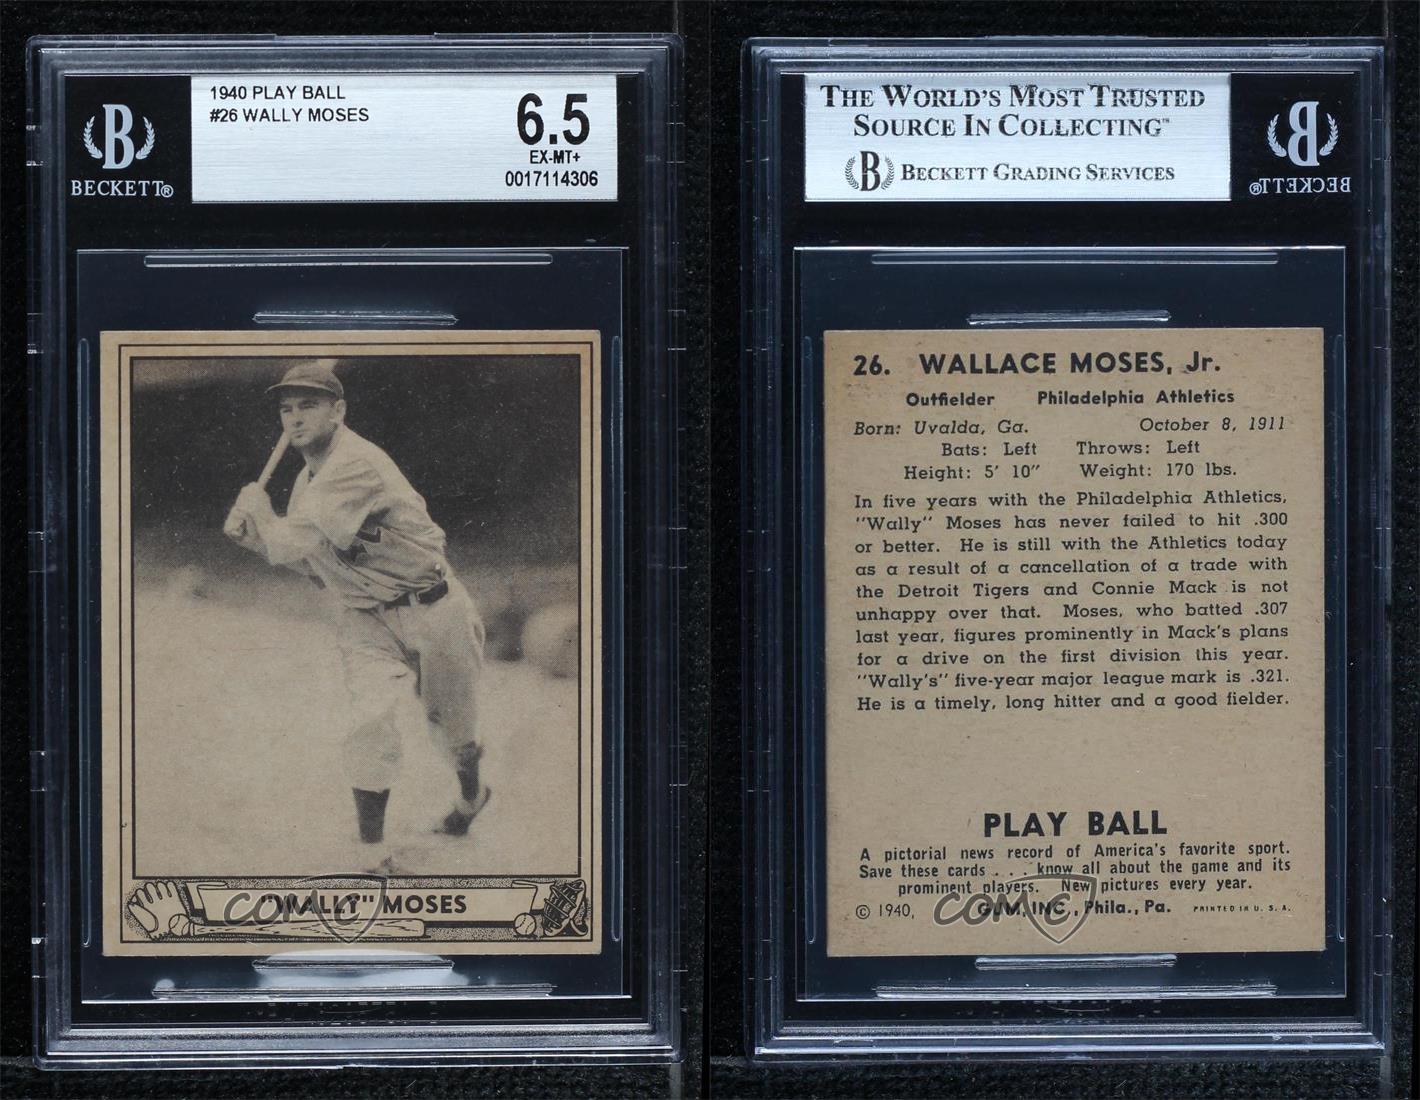 1940 PLAY BALL
#26 WALLY MOSES
6.5
EX-MT+
0017114306
B
BECKETT®
"WALLY" MOSES
COMC
THE WORLD'S MOST TRUSTED
SOURCE IN COLLECTING™
B BECKETT GRADING SERVICES
B
BECKETT®
26. WALLACE MOSES, Jr.
Outfielder Philadelphia Athletics
Born: Uvalda, Ga. October 8, 1911
Bats: Left Throws: Left
Height: 5' 10" Weight: 170 lbs.
In five years with the Philadelphia Athletics,
"Wally" Moses has never failed to hit .300
or better. He is still with the Athletics today
as a result of a cancellation of a trade with
the Detroit Tigers and Connie Mack is not
unhappy over that. Moses, who batted .307
last year, figures prominently in Mack's plans
for a drive on the first division this year.
"Wally's" five-year major league mark is .321.
He is a timely, long hitter and a good fielder.
PLAY BALL
A pictorial news record of America's favorite sport.
Save these cards . . . know all about the game and its
prominent players. New pictures every year.
© 1940, GUM, INC., Phila., Pa. PRINTED IN U. S. A.
COMC